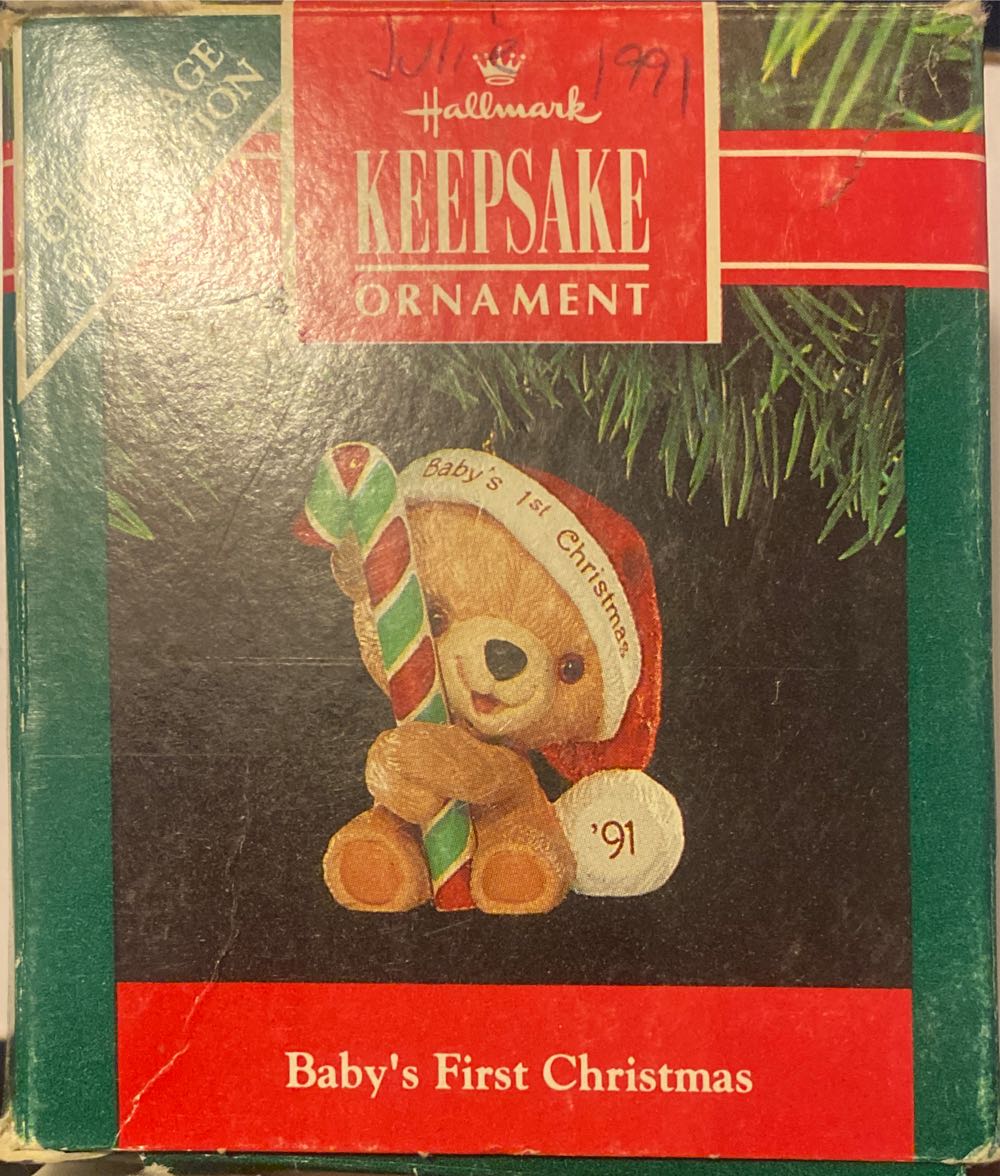 Julie 1991
Hallmark
KEEPSAKE
ORNAMENT
Baby's 1st Christmas
'91
Baby's First Christmas